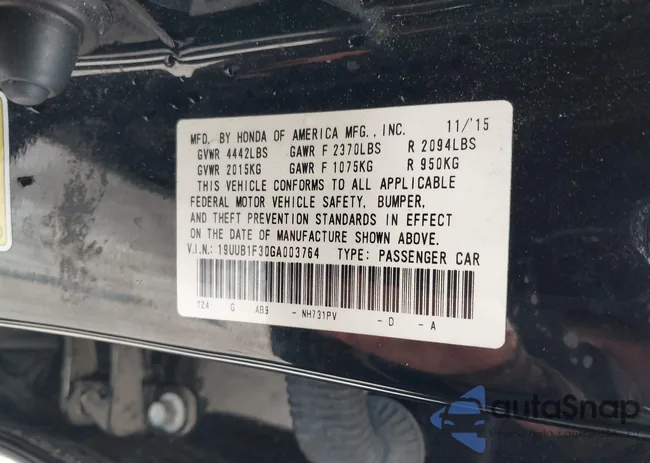 MFD. BY HONDA OF AMERICA MFG., INC. 11/'15
GVWR 4442LBS GAWR F 2370LBS R 2094LBS
GVWR 2015KG GAWR F 1075KG R 950KG
THIS VEHICLE CONFORMS TO ALL APPLICABLE
FEDERAL MOTOR VEHICLE SAFETY, BUMPER,
AND THEFT PREVENTION STANDARDS IN EFFECT
ON THE DATE OF MANUFACTURE SHOWN ABOVE.
V.I.N.: 19UUB1F30GA003764 TYPE: PASSENGER CAR
TZ4 G AB9 - NH731PV - D - A
autoSnap